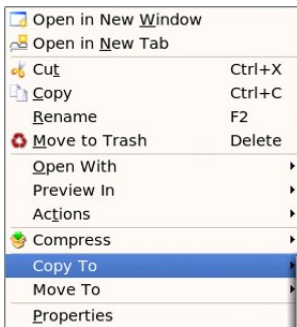 Open in New Window
Open in New Tab
Cut Ctrl+X
Copy Ctrl+C
Rename F2
Move to Trash Delete
Open With
Preview In
Actions
Compress
Copy To
Move To
Properties